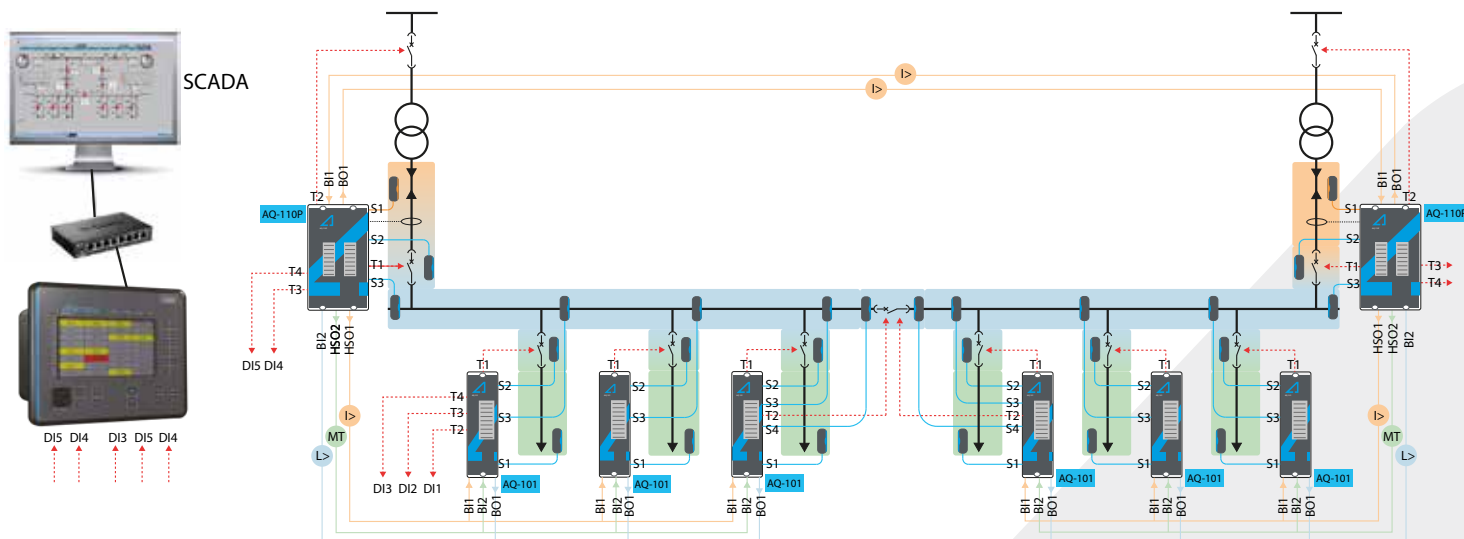 SCADA
I>
I>
BI1
BO1
BI1
BO1
T2
T2
AQ-110P
S1
S1
AQ-110P
S2
S2
T4
T1
T1
T3
T3
S3
S3
T4
BI2
HSO2
HSO1
HSO1
HSO2
BI2
DI5 DI4
T1
T1
T1
T1
T1
T1
T4
S2
S2
S2
S2
S2
S2
T3
S3
S3
S3
S3
S3
S3
T2
T2
T2
S4
S4
I>
I>
MT
MT
L>
L>
DI5 DI4 DI3 DI5 DI4
S1
S1
S1
S1
S1
S1
DI3 DI2 DI1
AQ-101
AQ-101
AQ-101
AQ-101
AQ-101
AQ-101
BI1
BI2
BO1
BI1
BI2
BO1
BI1
BI2
BO1
BI1
BI2
BO1
BI1
BI2
BO1
BI1
BI2
BO1